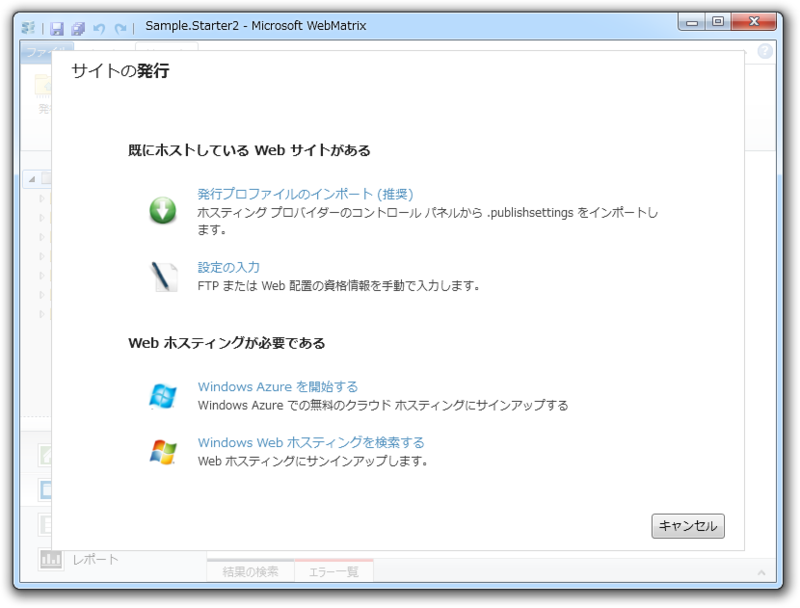 Sample.Starter2 - Microsoft WebMatrix
ファイル
サイトの発行
既にホストしている Web サイトがある
発行プロファイルのインポート (推奨)
ホスティング プロバイダーのコントロール パネルから .publishsettings をインポートし
ます。
設定の入力
FTP または Web 配置の資格情報を手動で入力します。
Web ホスティングが必要である
Windows Azure を開始する
Windows Azure での無料のクラウド ホスティングにサインアップする
Windows Web ホスティングを検索する
Web ホスティングにサンインアップします。
キャンセル
レポート
結果の検索
エラー一覧